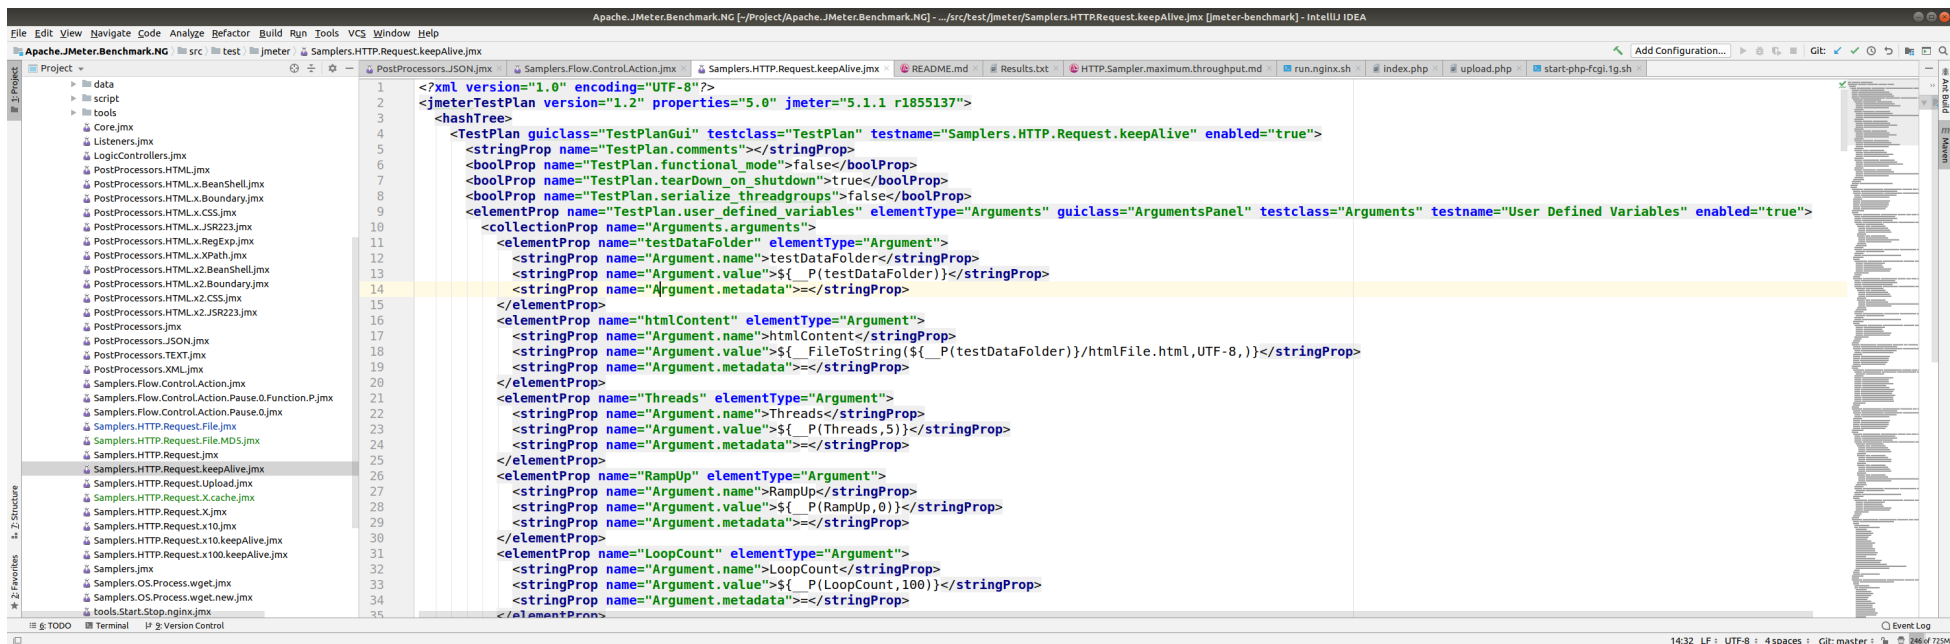 Apache.JMeter.Benchmark.NG [~/Project/Apache.JMeter.Benchmark.NG] - .../src/test/jmeter/Samplers.HTTP.Request.keepAlive.jmx [jmeter-benchmark] - IntelliJ IDEA
File Edit View Navigate Code Analyze Refactor Build Run Tools VCS Window Help
Apache.JMeter.Benchmark.NG src test jmeter Samplers.HTTP.Request.keepAlive.jmx Add Configuration... Git:
1: Project
Project
PostProcessors.JSON.jmx Samplers.Flow.Control.Action.jmx Samplers.HTTP.Request.keepAlive.jmx README.md Results.txt HTTP.Sampler.maximum.throughput.md run.nginx.sh index.php upload.php start-php-fcgi.1g.sh
data
script
tools
Core.jmx
Listeners.jmx
LogicControllers.jmx
PostProcessors.HTML.jmx
PostProcessors.HTML.x.BeanShell.jmx
PostProcessors.HTML.x.Boundary.jmx
PostProcessors.HTML.x.CSS.jmx
PostProcessors.HTML.x.JSR223.jmx
PostProcessors.HTML.x.RegExp.jmx
PostProcessors.HTML.x.XPath.jmx
PostProcessors.HTML.x2.BeanShell.jmx
PostProcessors.HTML.x2.Boundary.jmx
PostProcessors.HTML.x2.CSS.jmx
PostProcessors.HTML.x2.JSR223.jmx
PostProcessors.jmx
PostProcessors.JSON.jmx
PostProcessors.TEXT.jmx
PostProcessors.XML.jmx
Samplers.Flow.Control.Action.jmx
Samplers.Flow.Control.Action.Pause.0.Function.P.jmx
Samplers.Flow.Control.Action.Pause.0.jmx
Samplers.HTTP.Request.File.jmx
Samplers.HTTP.Request.File.MD5.jmx
Samplers.HTTP.Request.jmx
Samplers.HTTP.Request.keepAlive.jmx
Samplers.HTTP.Request.Upload.jmx
Samplers.HTTP.Request.X.cache.jmx
Samplers.HTTP.Request.X.jmx
Samplers.HTTP.Request.x10.jmx
Samplers.HTTP.Request.x10.keepAlive.jmx
Samplers.HTTP.Request.x100.keepAlive.jmx
Samplers.jmx
Samplers.OS.Process.wget.jmx
Samplers.OS.Process.wget.new.jmx
tools.Start.Stop.nginx.jmx
7: Structure
2: Favorites
1 <?xml version="1.0" encoding="UTF-8"?>
2 <jmeterTestPlan version="1.2" properties="5.0" jmeter="5.1.1 r1855137">
3 <hashTree>
4 <TestPlan guiclass="TestPlanGui" testclass="TestPlan" testname="Samplers.HTTP.Request.keepAlive" enabled="true">
5 <stringProp name="TestPlan.comments"></stringProp>
6 <boolProp name="TestPlan.functional_mode">false</boolProp>
7 <boolProp name="TestPlan.tearDown_on_shutdown">true</boolProp>
8 <boolProp name="TestPlan.serialize_threadgroups">false</boolProp>
9 <elementProp name="TestPlan.user_defined_variables" elementType="Arguments" guiclass="ArgumentsPanel" testclass="Arguments" testname="User Defined Variables" enabled="true">
10 <collectionProp name="Arguments.arguments">
11 <elementProp name="testDataFolder" elementType="Argument">
12 <stringProp name="Argument.name">testDataFolder</stringProp>
13 <stringProp name="Argument.value">${__P(testDataFolder)}</stringProp>
14 <stringProp name="Argument.metadata">=</stringProp>
15 </elementProp>
16 <elementProp name="htmlContent" elementType="Argument">
17 <stringProp name="Argument.name">htmlContent</stringProp>
18 <stringProp name="Argument.value">${__FileToString(${__P(testDataFolder)}/htmlFile.html,UTF-8,)}</stringProp>
19 <stringProp name="Argument.metadata">=</stringProp>
20 </elementProp>
21 <elementProp name="Threads" elementType="Argument">
22 <stringProp name="Argument.name">Threads</stringProp>
23 <stringProp name="Argument.value">${__P(Threads,5)}</stringProp>
24 <stringProp name="Argument.metadata">=</stringProp>
25 </elementProp>
26 <elementProp name="RampUp" elementType="Argument">
27 <stringProp name="Argument.name">RampUp</stringProp>
28 <stringProp name="Argument.value">${__P(RampUp,0)}</stringProp>
29 <stringProp name="Argument.metadata">=</stringProp>
30 </elementProp>
31 <elementProp name="LoopCount" elementType="Argument">
32 <stringProp name="Argument.name">LoopCount</stringProp>
33 <stringProp name="Argument.value">${__P(LoopCount,100)}</stringProp>
34 <stringProp name="Argument.metadata">=</stringProp>
35 </elementProp>
Ant Build
Maven
6: TODO Terminal 9: Version Control Event Log
14:32 LF UTF-8 4 spaces Git: master 246 of 725M